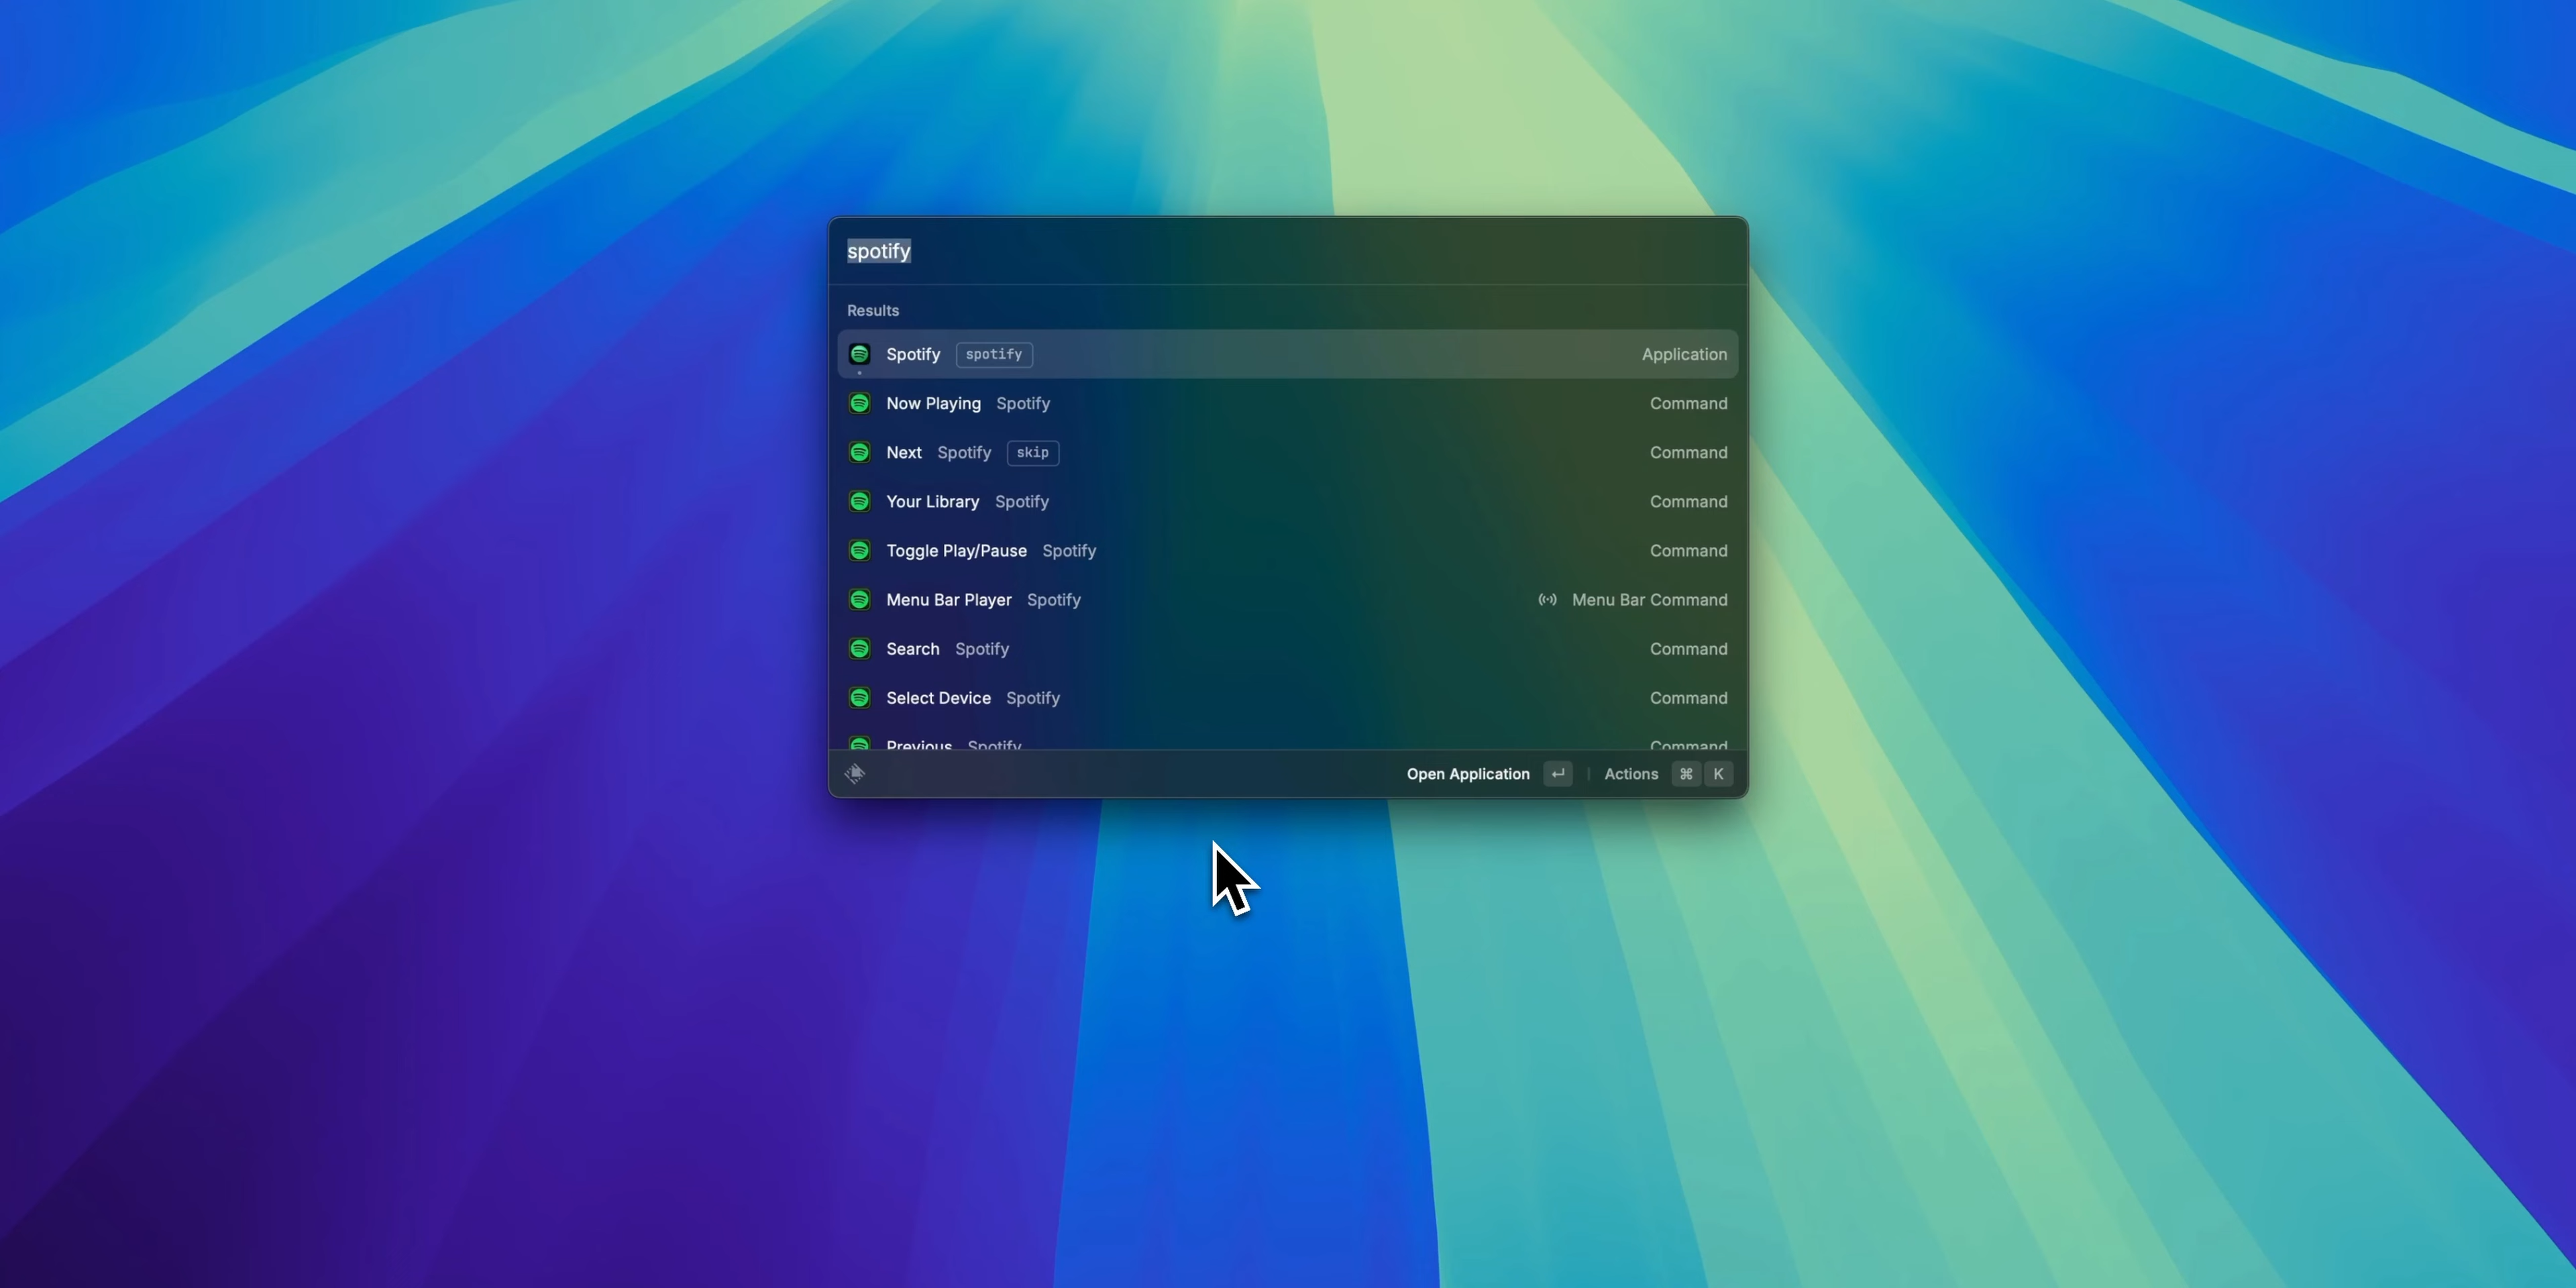 spotify
Results
Spotify spotify Application
Now Playing Spotify Command
Next Spotify skip Command
Your Library Spotify Command
Toggle Play/Pause Spotify Command
Menu Bar Player Spotify Menu Bar Command
Search Spotify Command
Select Device Spotify Command
Previous Spotify Command
Open Application ↵ | Actions ⌘ K